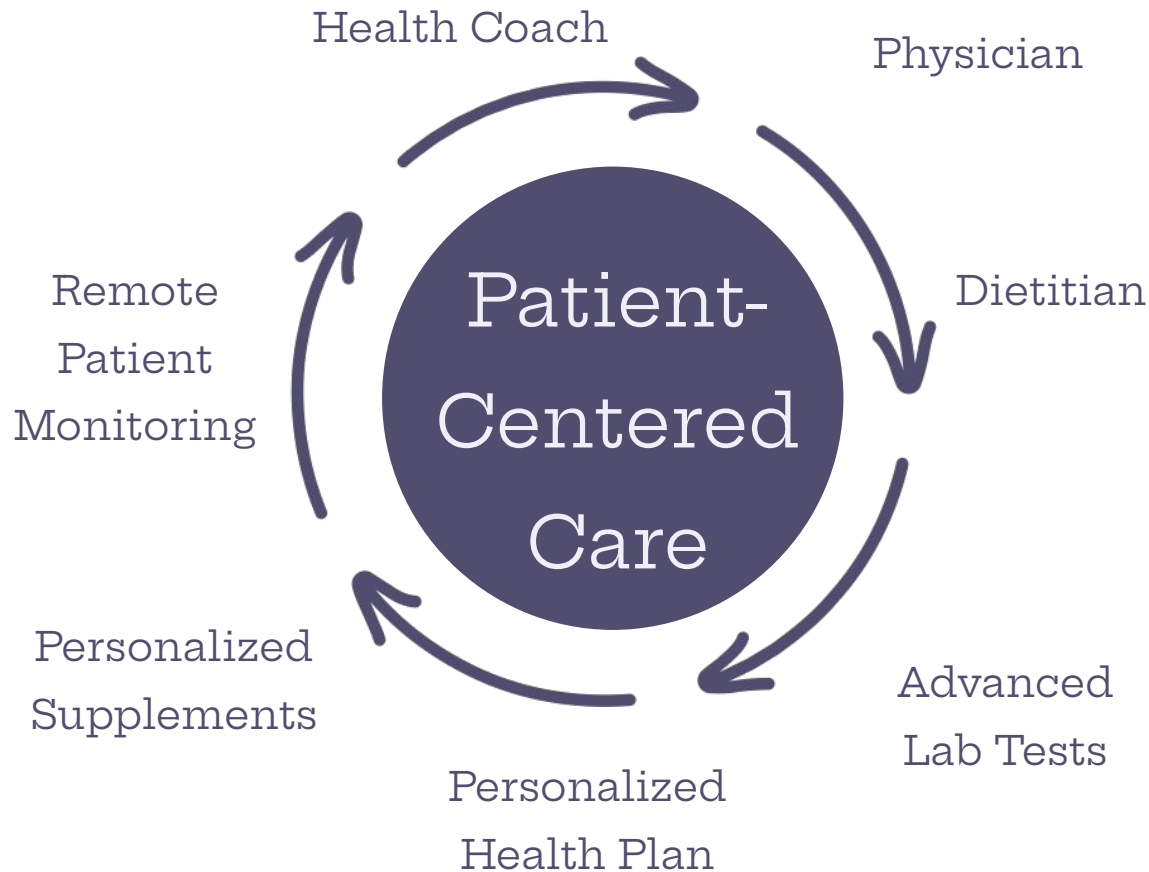 Health Coach
Physician
Dietitian
Remote
Patient
Monitoring
Patient-
Centered
Care
Personalized
Supplements
Advanced
Lab Tests
Personalized
Health Plan